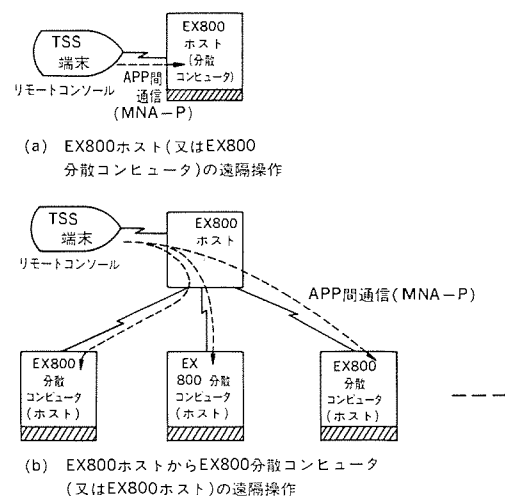 TSS
端末
リモートコンソール
EX800
ホスト
(分散
コンピュータ)
APP間
通信
(MNA-P)
(a) EX800ホスト(又はEX800
分散コンピュータ)の遠隔操作
TSS
端末
リモートコンソール
EX800
ホスト
APP間通信(MNA-P)
EX800
分散
コンピュータ
(ホスト)
EX
800 分散
コンピュータ
(ホスト)
EX800
分散
コンピュータ
(ホスト)
(b) EX800ホストからEX800分散コンピュータ
(又はEX800ホスト)の遠隔操作